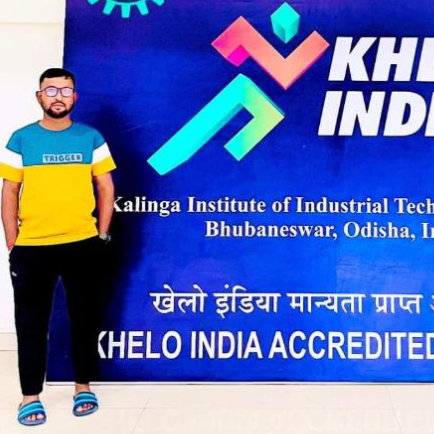 KHE
INDI
TRIGGER
Kalinga Institute of Industrial Tech
Bhubaneswar, Odisha, In
खेलो इंडिया मान्यता प्राप्त
KHELO INDIA ACCREDITED